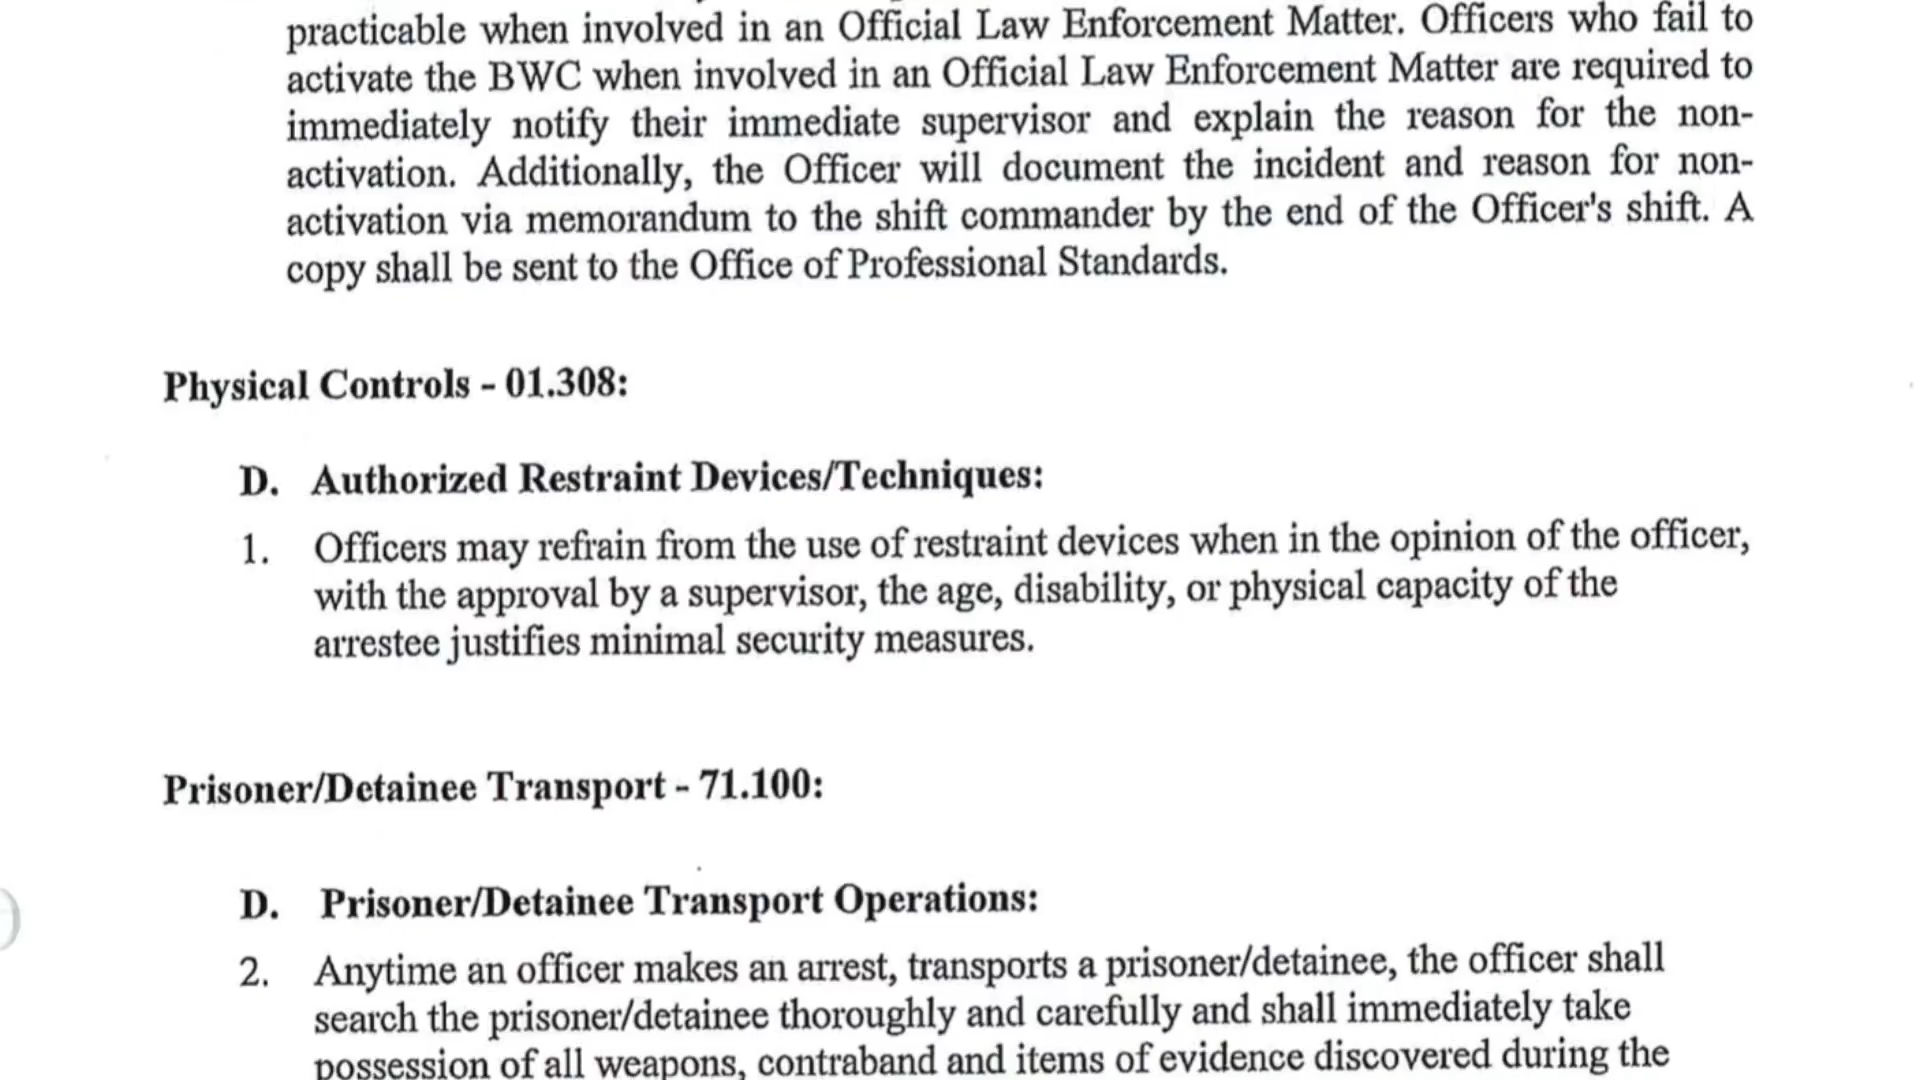 practicable when involved in an Official Law Enforcement Matter. Officers who fail to
activate the BWC when involved in an Official Law Enforcement Matter are required to
immediately notify their immediate supervisor and explain the reason for the non-
activation. Additionally, the Officer will document the incident and reason for non-
activation via memorandum to the shift commander by the end of the Officer's shift. A
copy shall be sent to the Office of Professional Standards.
Physical Controls - 01.308:
D. Authorized Restraint Devices/Techniques:
1. Officers may refrain from the use of restraint devices when in the opinion of the officer,
with the approval by a supervisor, the age, disability, or physical capacity of the
arrestee justifies minimal security measures.
Prisoner/Detainee Transport - 71.100:
D. Prisoner/Detainee Transport Operations:
2. Anytime an officer makes an arrest, transports a prisoner/detainee, the officer shall
search the prisoner/detainee thoroughly and carefully and shall immediately take
possession of all weapons, contraband and items of evidence discovered during the